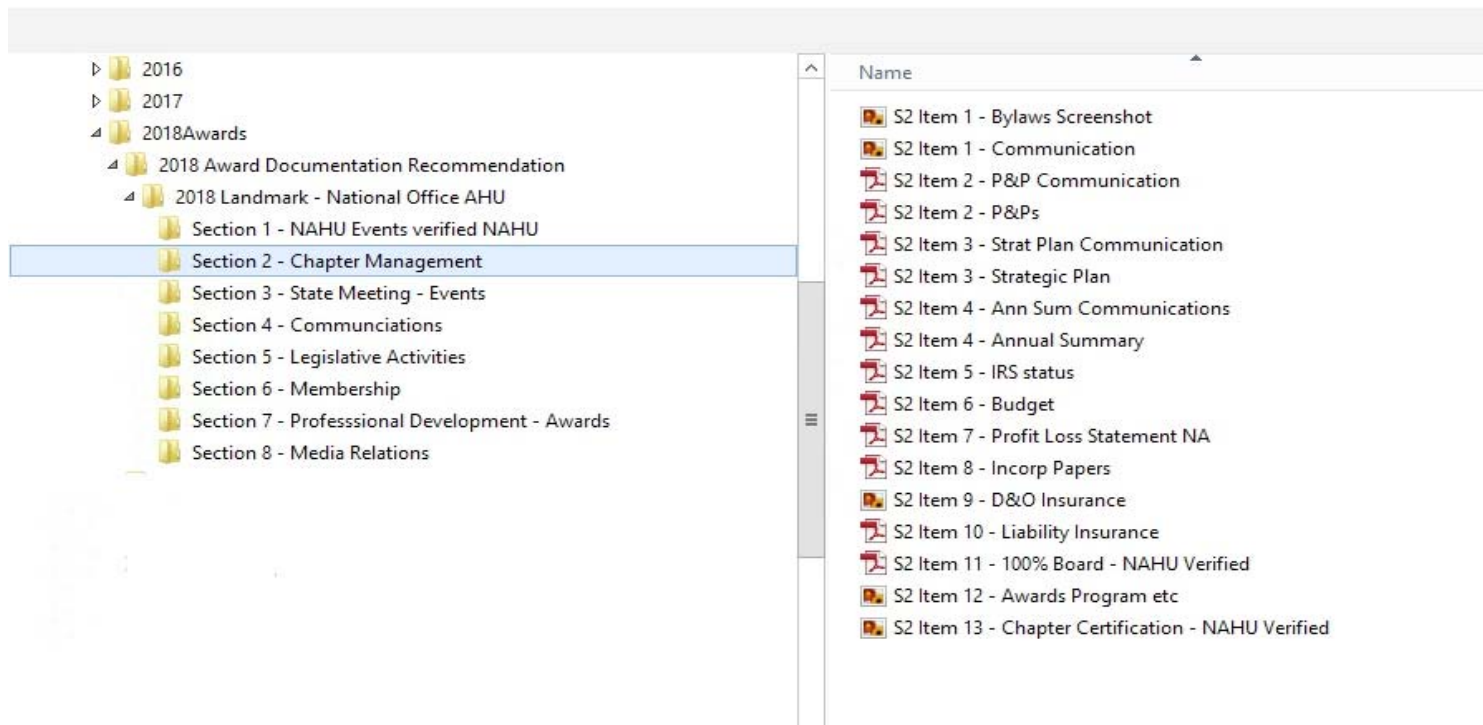 2016
2017
2018Awards
2018 Award Documentation Recommendation
2018 Landmark - National Office AHU
Section 1 - NAHU Events verified NAHU
Section 2 - Chapter Management
Section 3 - State Meeting - Events
Section 4 - Communciations
Section 5 - Legislative Activities
Section 6 - Membership
Section 7 - Professsional Development - Awards
Section 8 - Media Relations
Name
S2 Item 1 - Bylaws Screenshot
S2 Item 1 - Communication
S2 Item 2 - P&P Communication
S2 Item 2 - P&Ps
S2 Item 3 - Strat Plan Communication
S2 Item 3 - Strategic Plan
S2 Item 4 - Ann Sum Communications
S2 Item 4 - Annual Summary
S2 Item 5 - IRS status
S2 Item 6 - Budget
S2 Item 7 - Profit Loss Statement NA
S2 Item 8 - Incorp Papers
S2 Item 9 - D&O Insurance
S2 Item 10 - Liability Insurance
S2 Item 11 - 100% Board - NAHU Verified
S2 Item 12 - Awards Program etc
S2 Item 13 - Chapter Certification - NAHU Verified